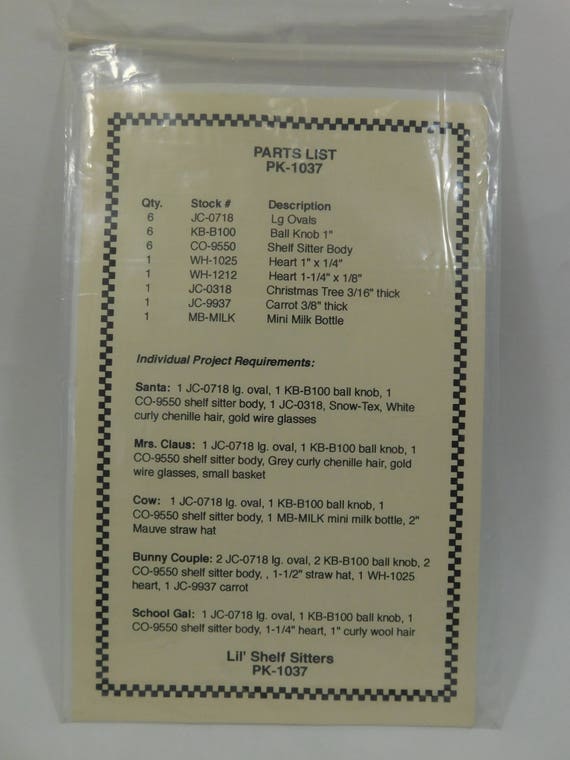 PARTS LIST
PK-1037
Qty. Stock # Description
6 JC-0718 Lg Ovals
6 KB-B100 Ball Knob 1"
6 CO-9550 Shelf Sitter Body
1 WH-1025 Heart 1" x 1/4"
1 WH-1212 Heart 1-1/4" x 1/8"
1 JC-0318 Christmas Tree 3/16" thick
1 JC-9937 Carrot 3/8" thick
1 MB-MILK Mini Milk Bottle
Individual Project Requirements:
Santa: 1 JC-0718 lg. oval, 1 KB-B100 ball knob, 1
CO-9550 shelf sitter body, 1 JC-0318, Snow-Tex, White
curly chenille hair, gold wire glasses
Mrs. Claus: 1 JC-0718 lg. oval, 1 KB-B100 ball knob, 1
CO-9550 shelf sitter body, Grey curly chenille hair, gold
wire glasses, small basket
Cow: 1 JC-0718 lg. oval, 1 KB-B100 ball knob, 1
CO-9550 shelf sitter body, 1 MB-MILK mini milk bottle, 2"
Mauve straw hat
Bunny Couple: 2 JC-0718 lg. oval, 2 KB-B100 ball knob, 2
CO-9550 shelf sitter body, , 1-1/2" straw hat, 1 WH-1025
heart, 1 JC-9937 carrot
School Gal: 1 JC-0718 lg. oval, 1 KB-B100 ball knob, 1
CO-9550 shelf sitter body, 1-1/4" heart, 1" curly wool hair
Lil' Shelf Sitters
PK-1037